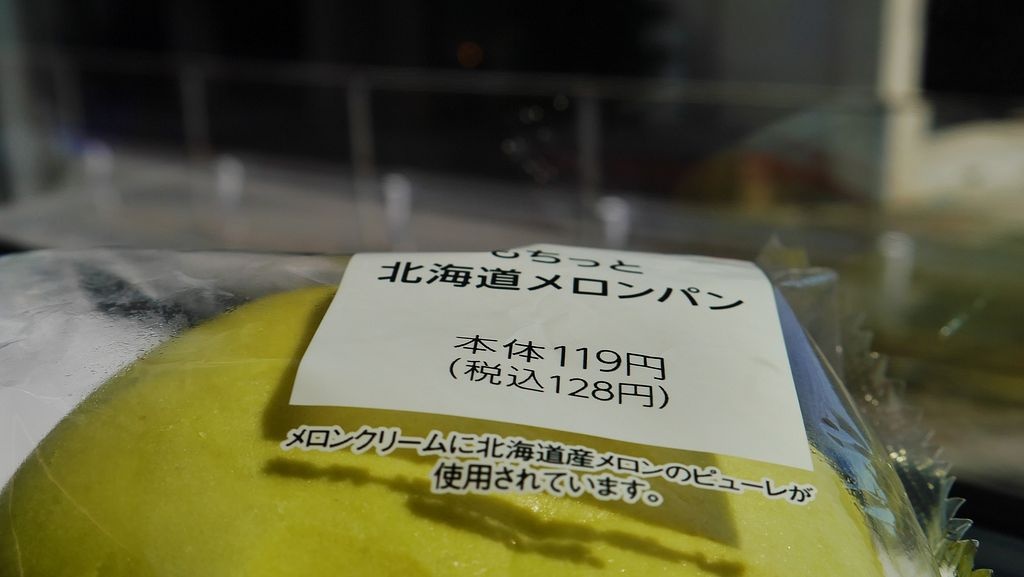 もちっと
北海道メロンパン
本体119円
(税込128円)
メロンクリームに北海道産メロンのピューレが
使用されています。